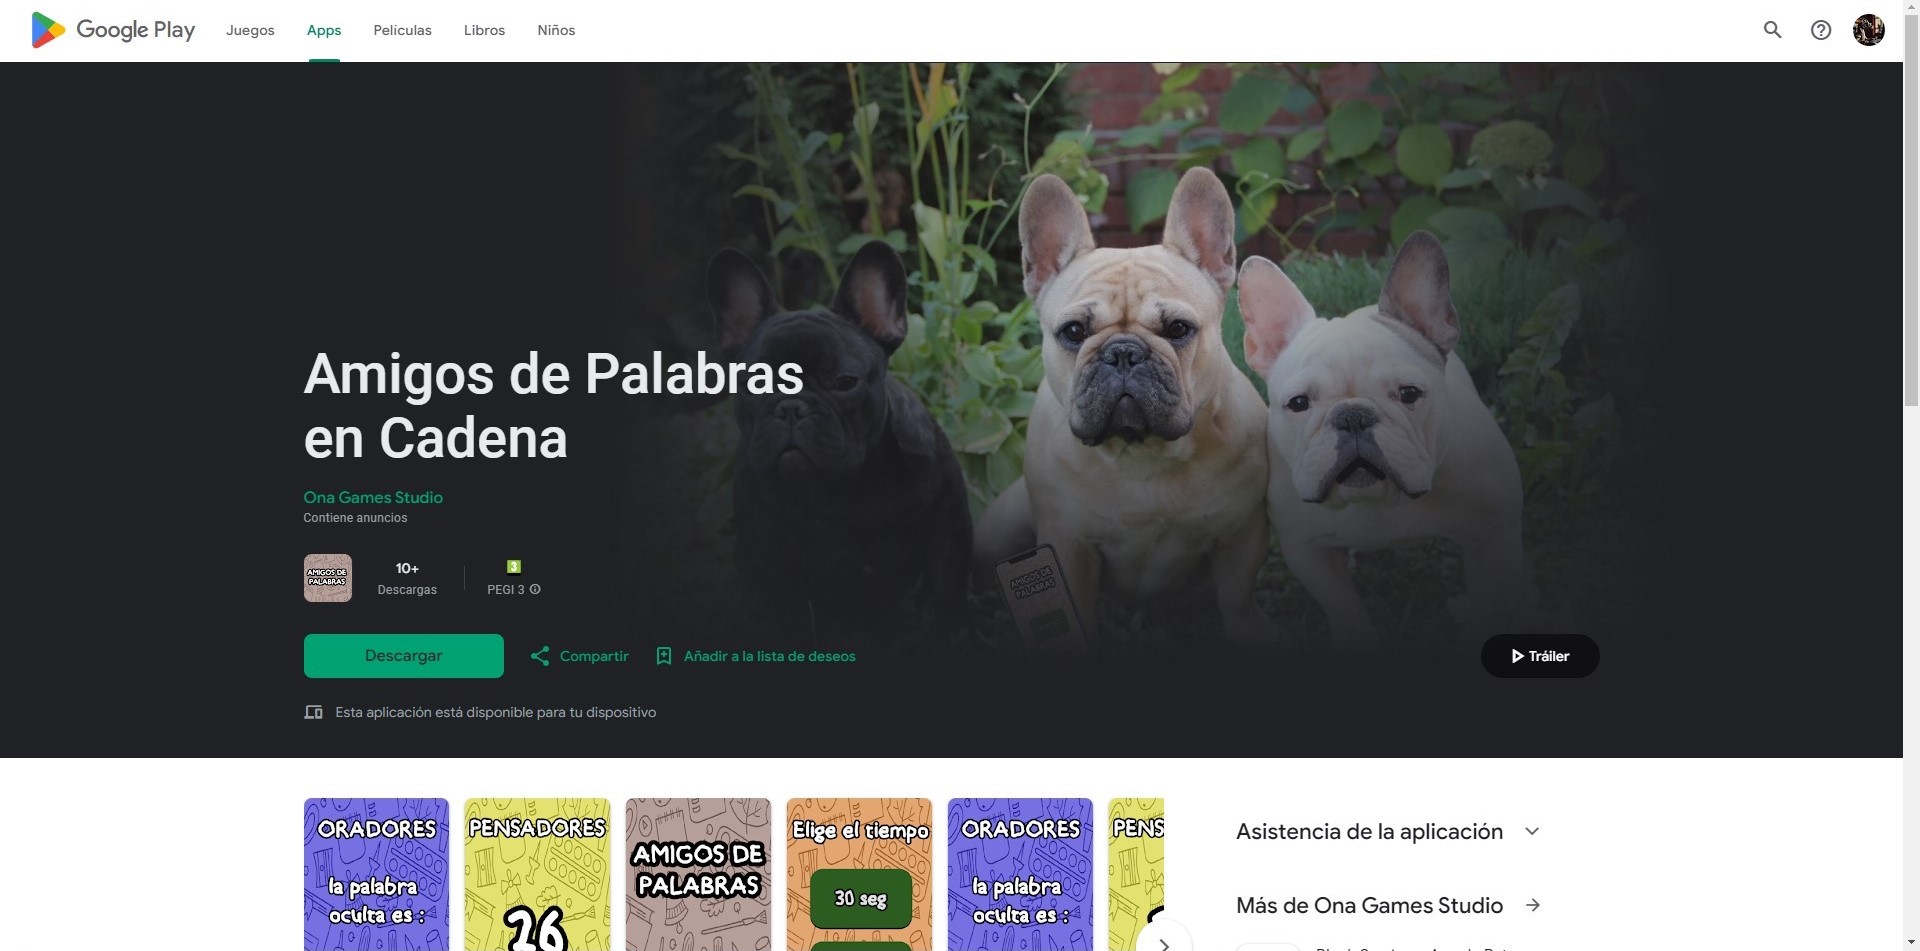 Google Play
Juegos
Apps
Películas
Libros
Niños
Amigos de Palabras
en Cadena
Ona Games Studio
Contiene anuncios
AMIGOS DE
PALABRAS
10+
Descargas
3
PEGI 3
AMIGOS DE
PALABRAS
Descargar
Compartir
Añadir a la lista de deseos
Tráiler
Esta aplicación está disponible para tu dispositivo
ORADORES
la palabra
oculta es :
PENSADORES
26
AMIGOS DE
PALABRAS
Elige el tiempo
30 seg
ORADORES
la palabra
oculta es :
PENS
Asistencia de la aplicación
Más de Ona Games Studio